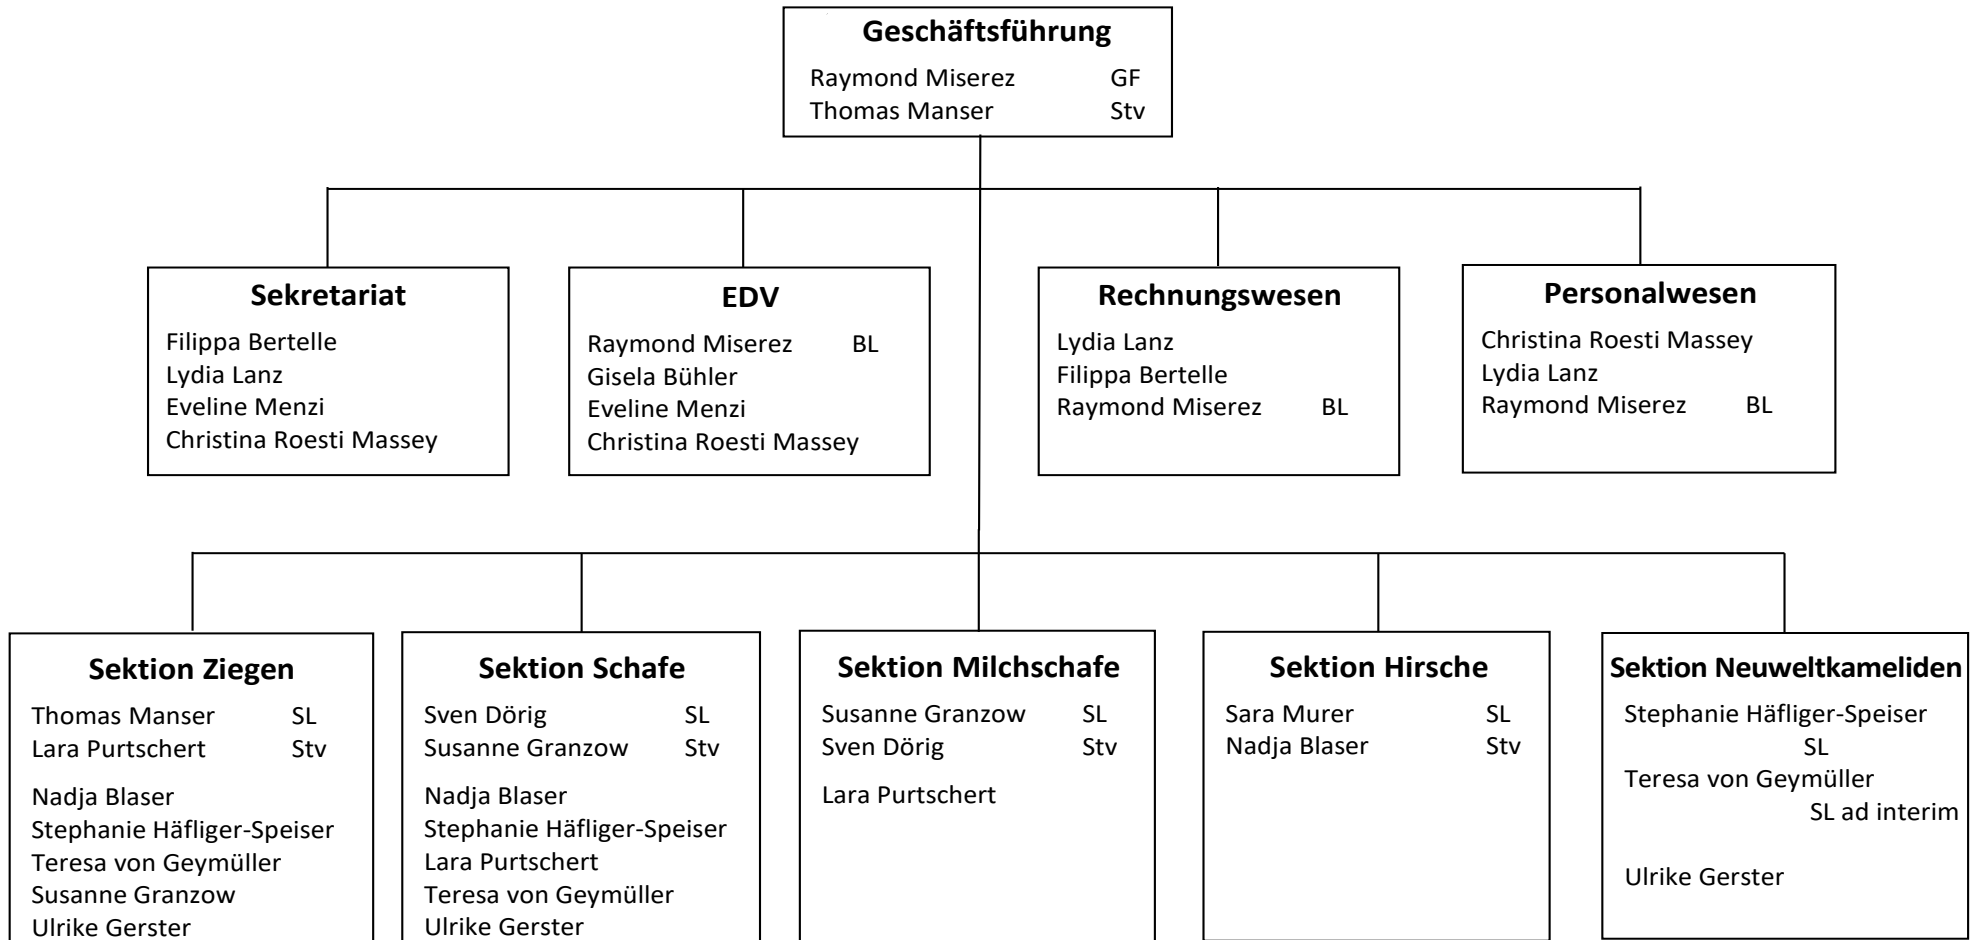 Geschäftsführung
Raymond Miserez GF
Thomas Manser Stv
Sekretariat
Filippa Bertelle
Lydia Lanz
Eveline Menzi
Christina Roesti Massey
EDV
Raymond Miserez BL
Gisela Bühler
Eveline Menzi
Christina Roesti Massey
Rechnungswesen
Lydia Lanz
Filippa Bertelle
Raymond Miserez BL
Personalwesen
Christina Roesti Massey
Lydia Lanz
Raymond Miserez BL
Sektion Ziegen
Thomas Manser SL
Lara Purtschert Stv
Nadja Blaser
Stephanie Häfliger-Speiser
Teresa von Geymüller
Susanne Granzow
Ulrike Gerster
Sektion Schafe
Sven Dörig SL
Susanne Granzow Stv
Nadja Blaser
Stephanie Häfliger-Speiser
Lara Purtschert
Teresa von Geymüller
Ulrike Gerster
Sektion Milchschafe
Susanne Granzow SL
Sven Dörig Stv
Lara Purtschert
Sektion Hirsche
Sara Murer SL
Nadja Blaser Stv
Sektion Neuweltkameliden
Stephanie Häfliger-Speiser
SL
Teresa von Geymüller
SL ad interim
Ulrike Gerster